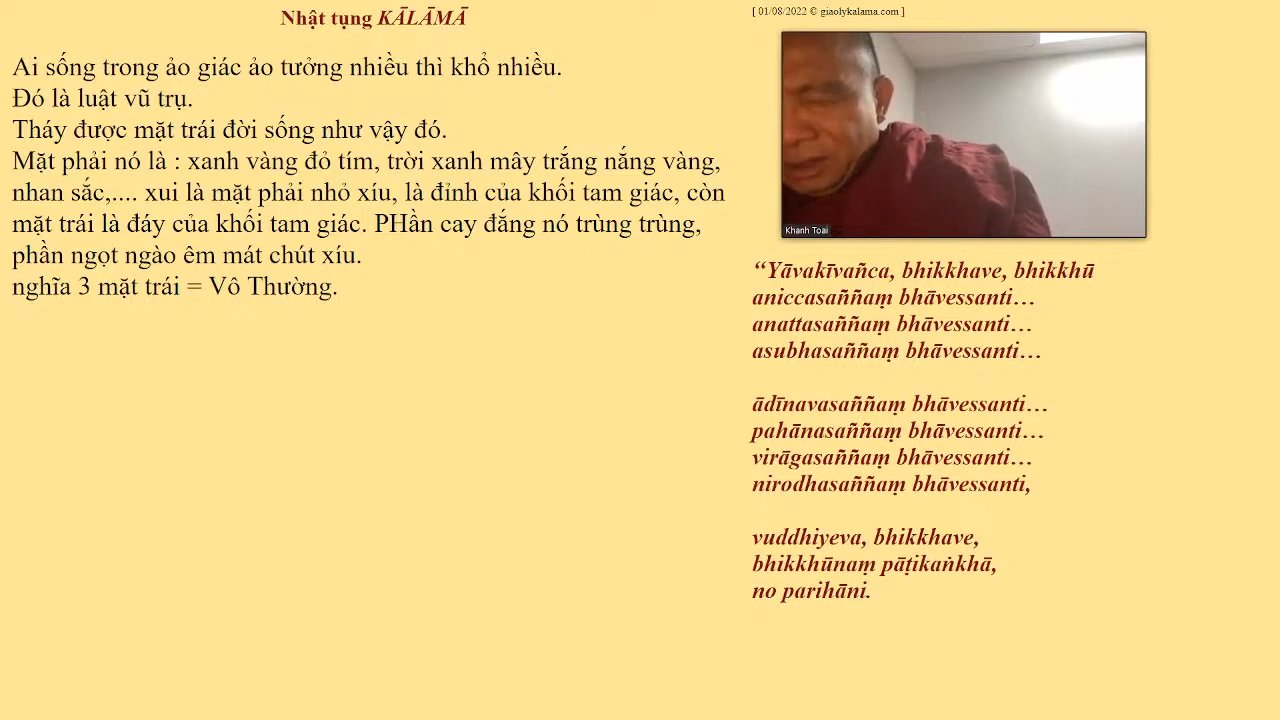 Nhật tụng KĀLĀMĀ
Ai sống trong ảo giác ảo tưởng nhiều thì khổ nhiều.
Đó là luật vũ trụ.
Tháy được mặt trái đời sống như vậy đó.
Mặt phải nó là : xanh vàng đỏ tím, trời xanh mây trắng nắng vàng,
nhan sắc,.... xui là mặt phải nhỏ xíu, là đỉnh của khối tam giác, còn
mặt trái là đáy của khối tam giác. PHần cay đắng nó trùng trùng,
phần ngọt ngào êm mát chút xíu.
nghĩa 3 mặt trái = Vô Thường.
[ 01/08/2022 © giaolykalama.com ]
Khanh Toai
“Yāvakīvañca, bhikkhave, bhikkhū
aniccasaññaṃ bhāvessanti…
anattasaññaṃ bhāvessanti…
asubhasaññaṃ bhāvessanti…
ādīnavasaññaṃ bhāvessanti…
pahānasaññaṃ bhāvessanti…
virāgasaññaṃ bhāvessanti…
nirodhasaññaṃ bhāvessanti,
vuddhiyeva, bhikkhave,
bhikkhūnaṃ pāṭikaṅkhā,
no parihāni.